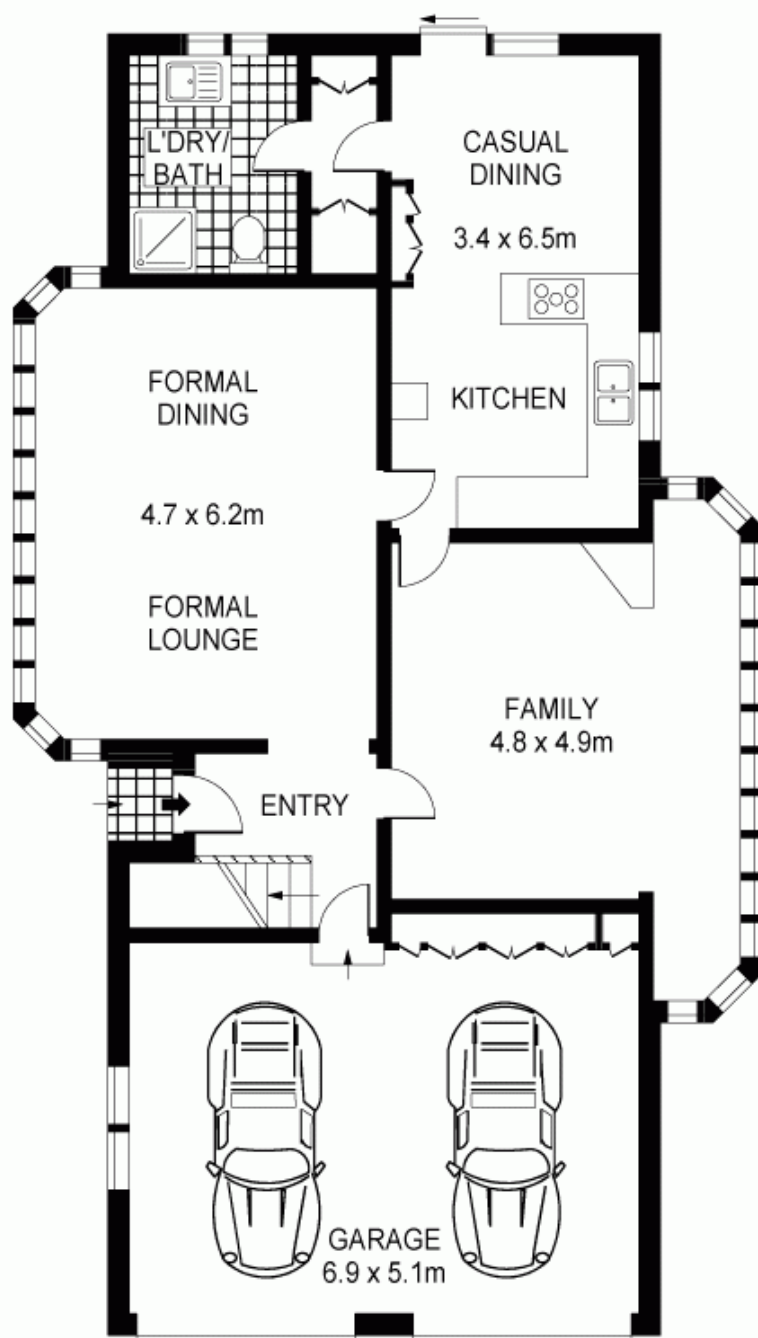 L'DRY/
BATH
CASUAL
DINING
3.4 x 6.5m
FORMAL
DINING
KITCHEN
4.7 x 6.2m
FORMAL
LOUNGE
FAMILY
4.8 x 4.9m
ENTRY
GARAGE
6.9 x 5.1m